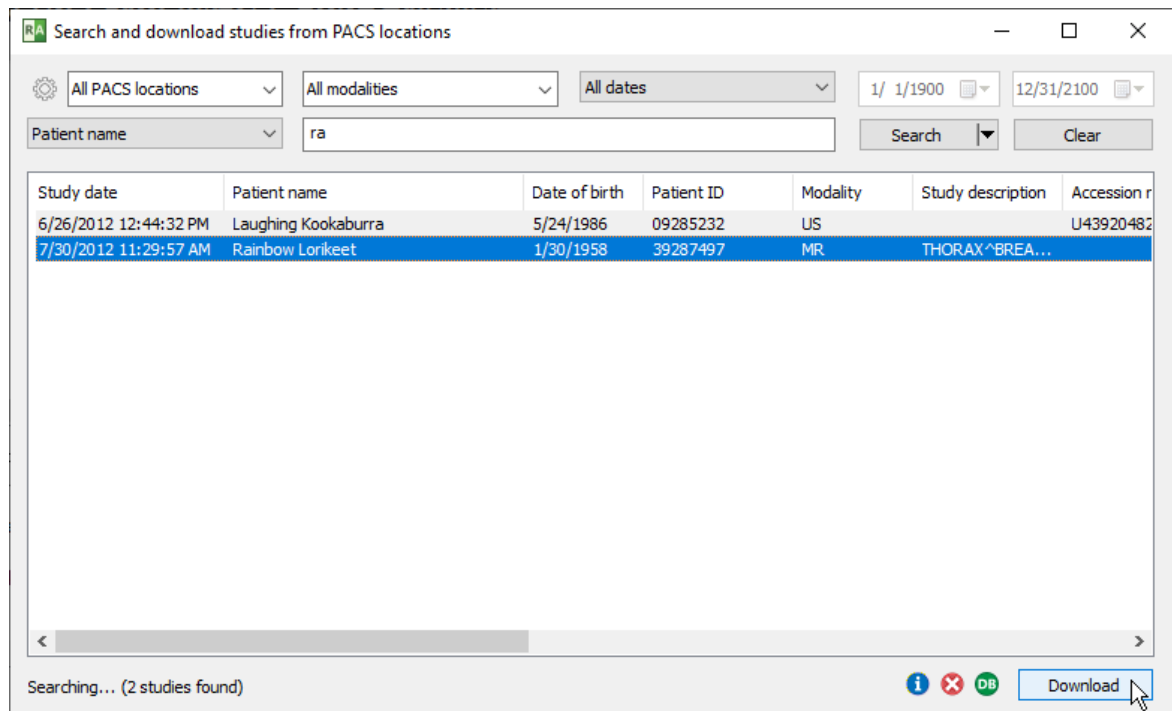 RA Search and download studies from PACS locations
All PACS locations All modalities All dates 1/ 1/1900 12/31/2100
Patient name ra Search Clear
Study date Patient name Date of birth Patient ID Modality Study description Accession r
6/26/2012 12:44:32 PM Laughing Kookaburra 5/24/1986 09285232 US U43920482
7/30/2012 11:29:57 AM Rainbow Lorikeet 1/30/1958 39287497 MR THORAX^BREA...
Searching... (2 studies found) i DB Download